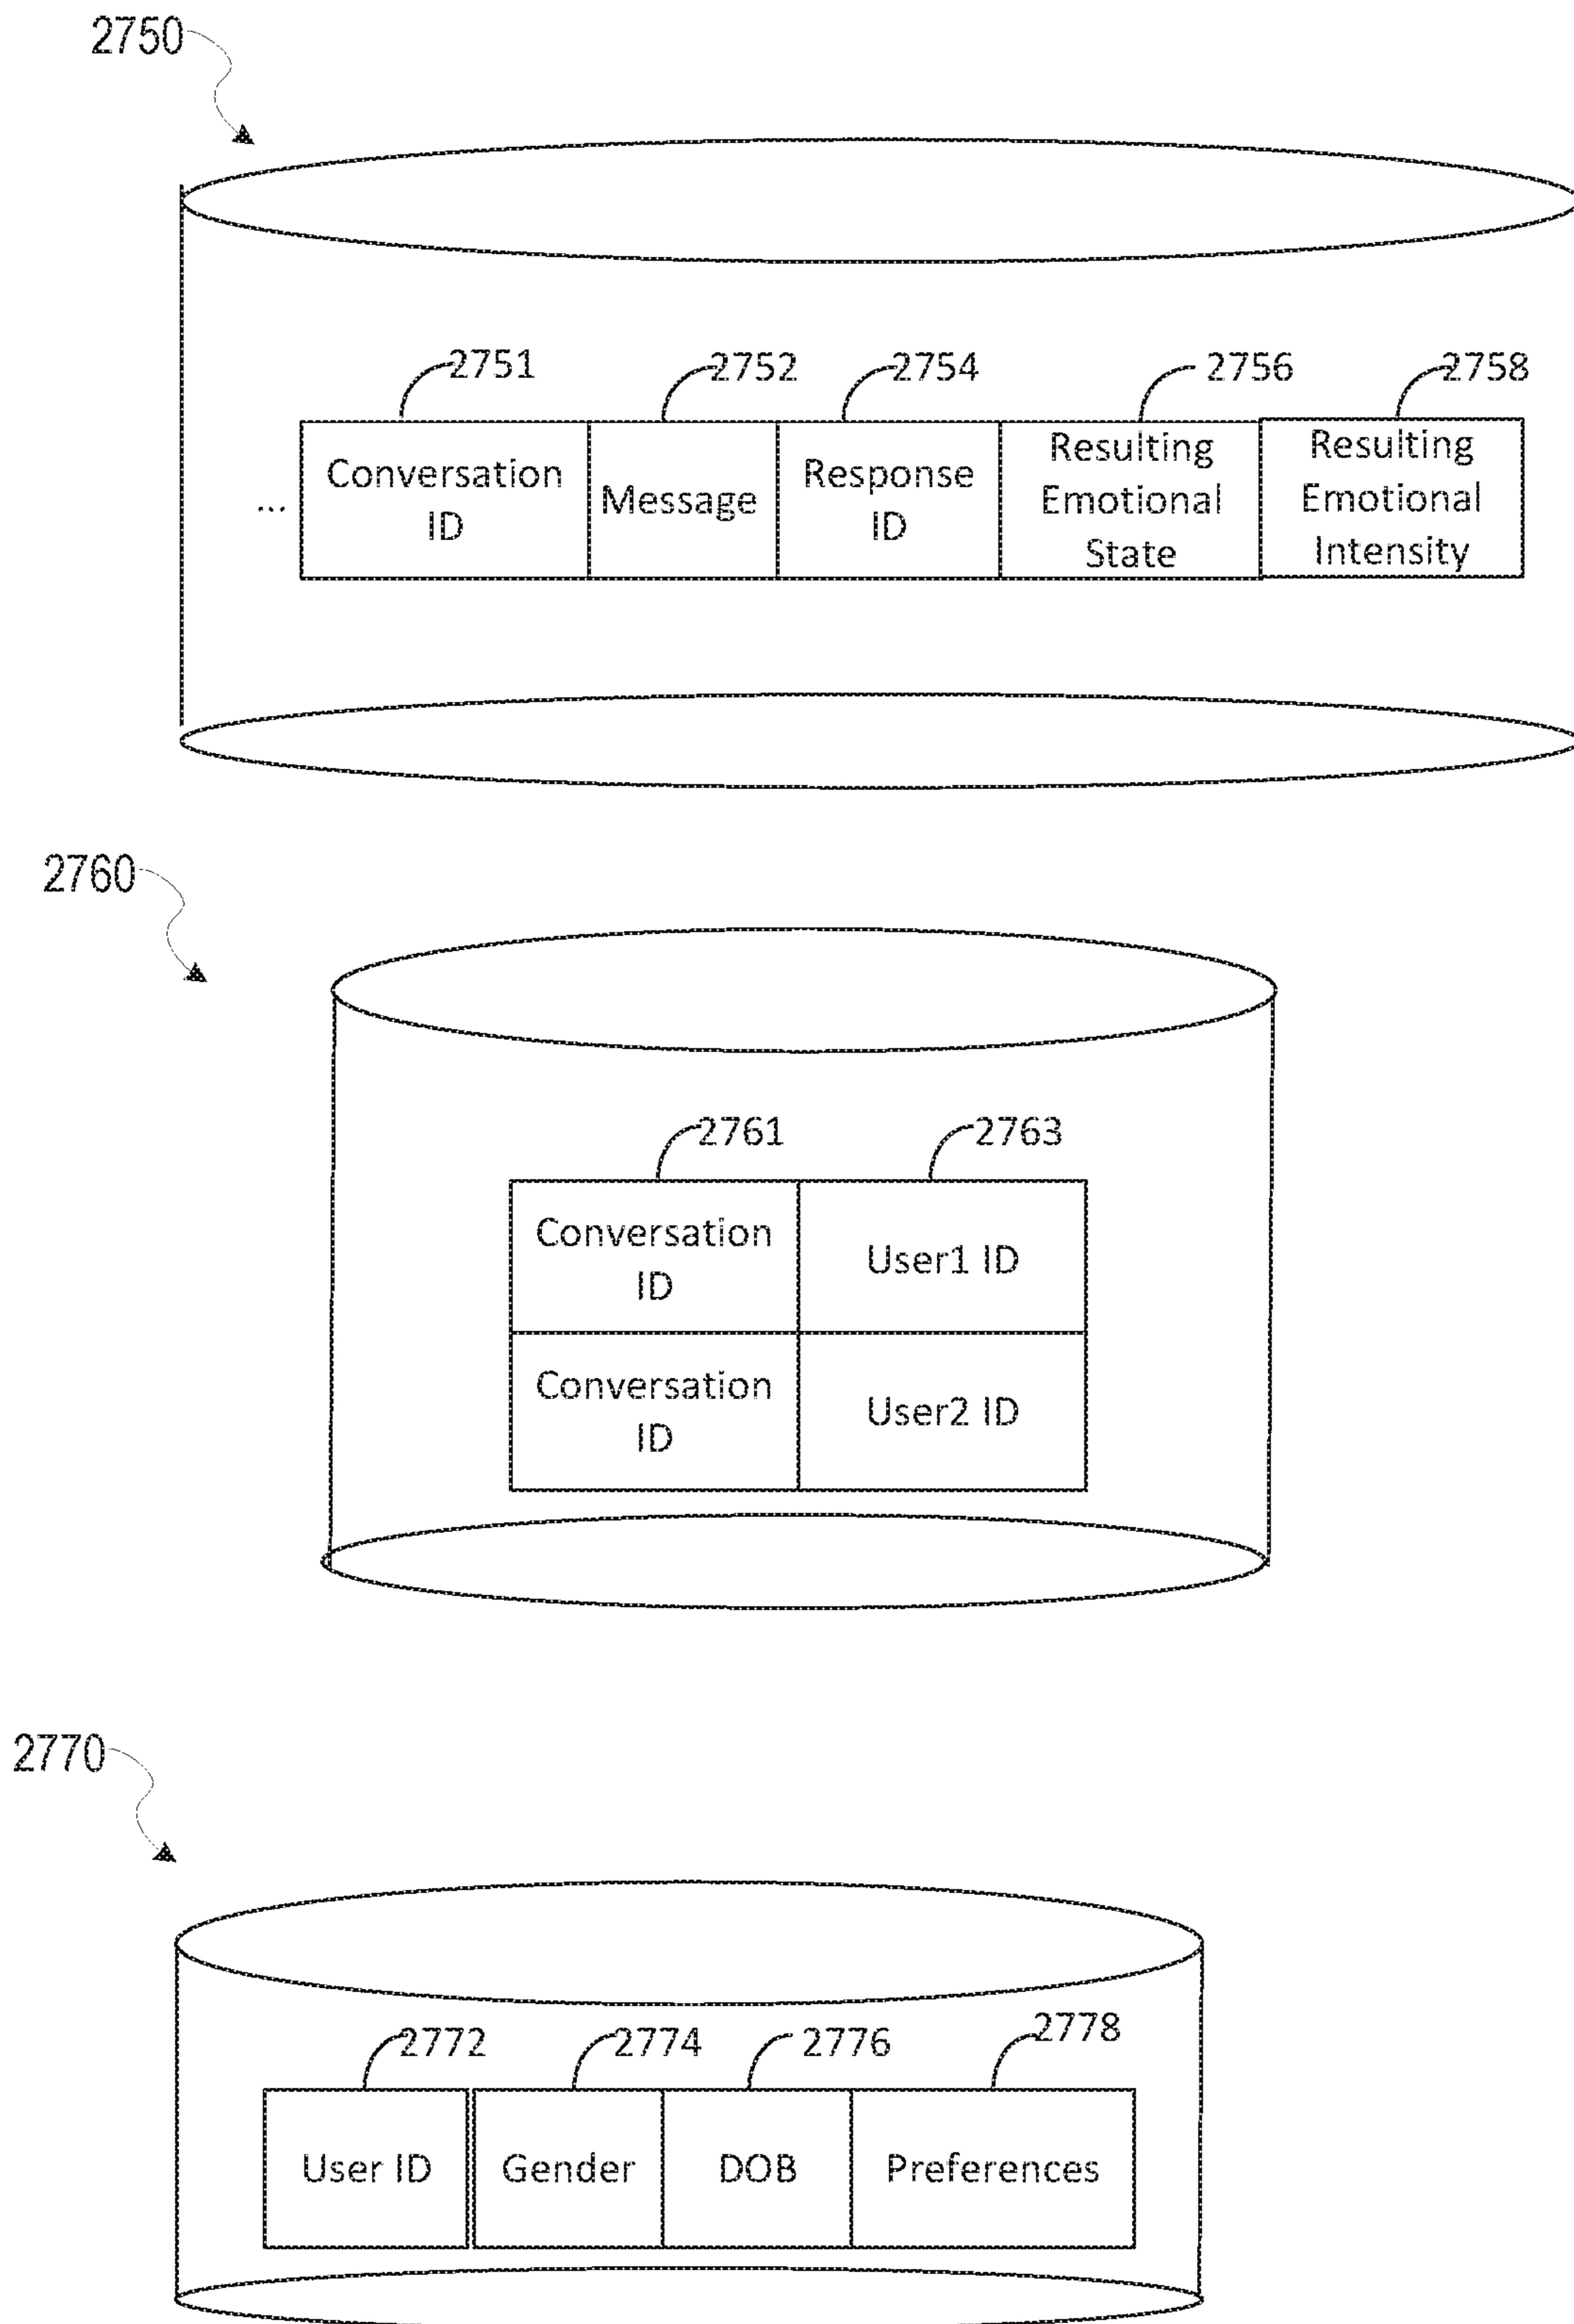 2750
2751 2752 2754 2756 2758
... Conversation ID Message Response ID Resulting Emotional State Resulting Emotional Intensity
2760
2761 2763
Conversation ID User1 ID
Conversation ID User2 ID
2770
2772 2774 2776 2778
User ID Gender DOB Preferences